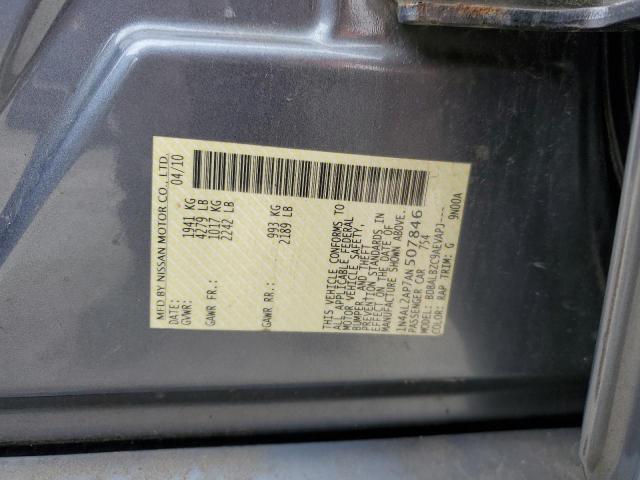 MFD BY NISSAN MOTOR CO., LTD.
DATE: 04/10
GVWR: 1941 KG
4279 LB
GAWR FR: 1017 KG
2242 LB
GAWR RR: 993 KG
2189 LB
THIS VEHICLE CONFORMS TO
ALL APPLICABLE FEDERAL
MOTOR VEHICLE SAFETY,
BUMPER, AND THEFT
PREVENTION STANDARDS IN
EFFECT ON THE DATE OF
MANUFACTURE SHOWN ABOVE.
1N4AL2AP7AN507846
PASSENGER CAR 754
MODEL: BDBALBZC9AEVAPJ---
COLOR: RAP TRIM: G 9N00A